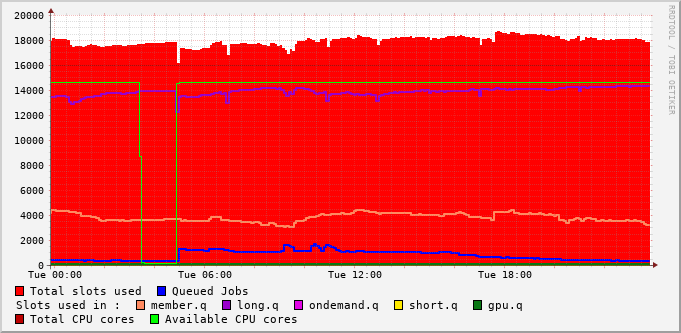 20000
18000
16000
14000
12000
10000
8000
6000
4000
2000
0
Tue 00:00 Tue 06:00 Tue 12:00 Tue 18:00
RRDTOOL / TOBI OETIKER
Total slots used Queued Jobs
Slots used in : member.q long.q ondemand.q short.q gpu.q
Total CPU cores Available CPU cores